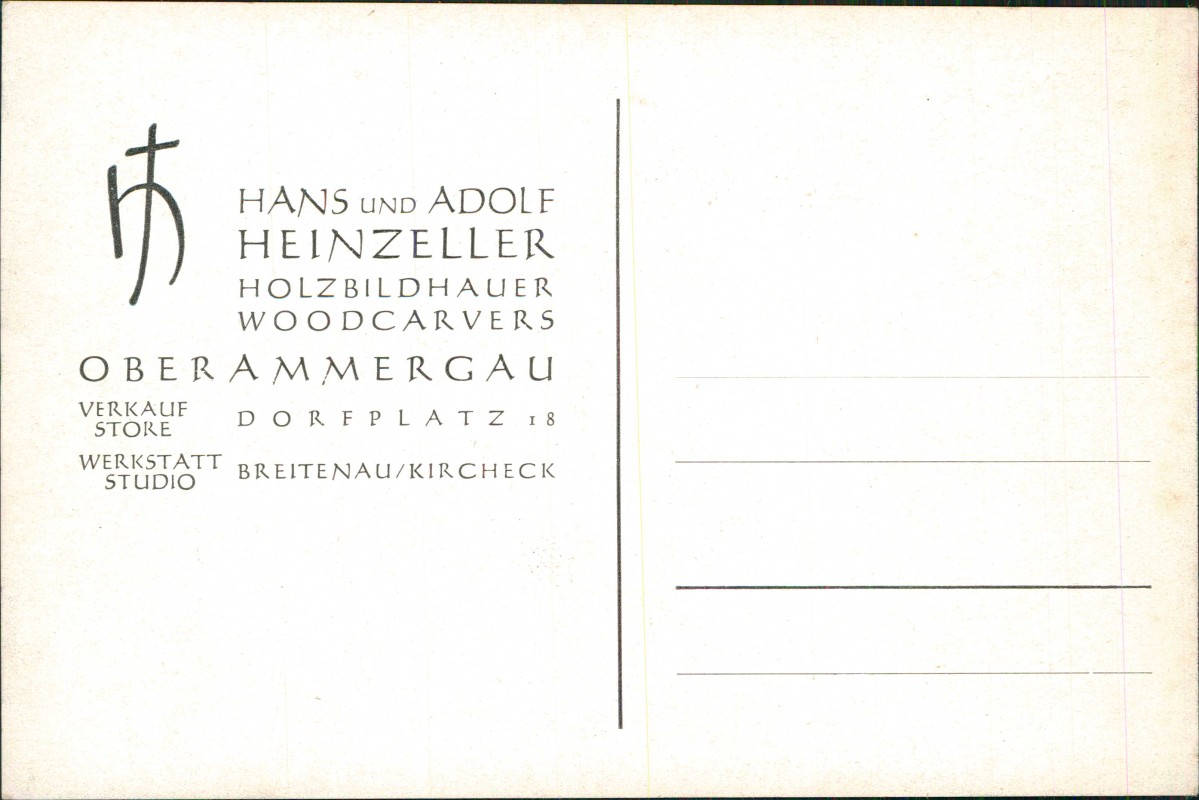 HANS UND ADOLF
HEINZELLER
HOLZBILDHAUER
WOODCARVERS
OBERAMMERGAU
VERKAUF
STORE
DORFPLATZ 18
WERKSTATT
STUDIO
BREITENAU/KIRCHECK